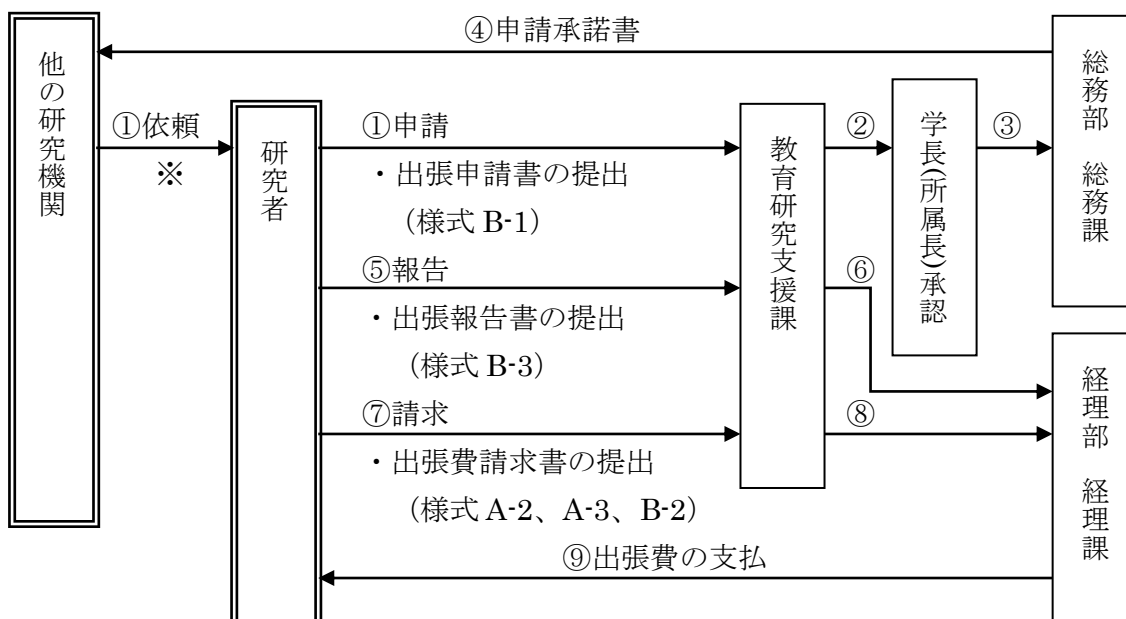 ④申請承諾書
他の研究機関
①依頼
※
研究者
①申請
・出張申請書の提出
（様式 B-1）
⑤報告
・出張報告書の提出
（様式 B-3）
⑦請求
・出張費請求書の提出
（様式 A-2、A-3、B-2）
⑨出張費の支払
教育研究支援課
②
⑥
⑧
学長(所属長)承認
③
総務部　総務課
経理部　経理課